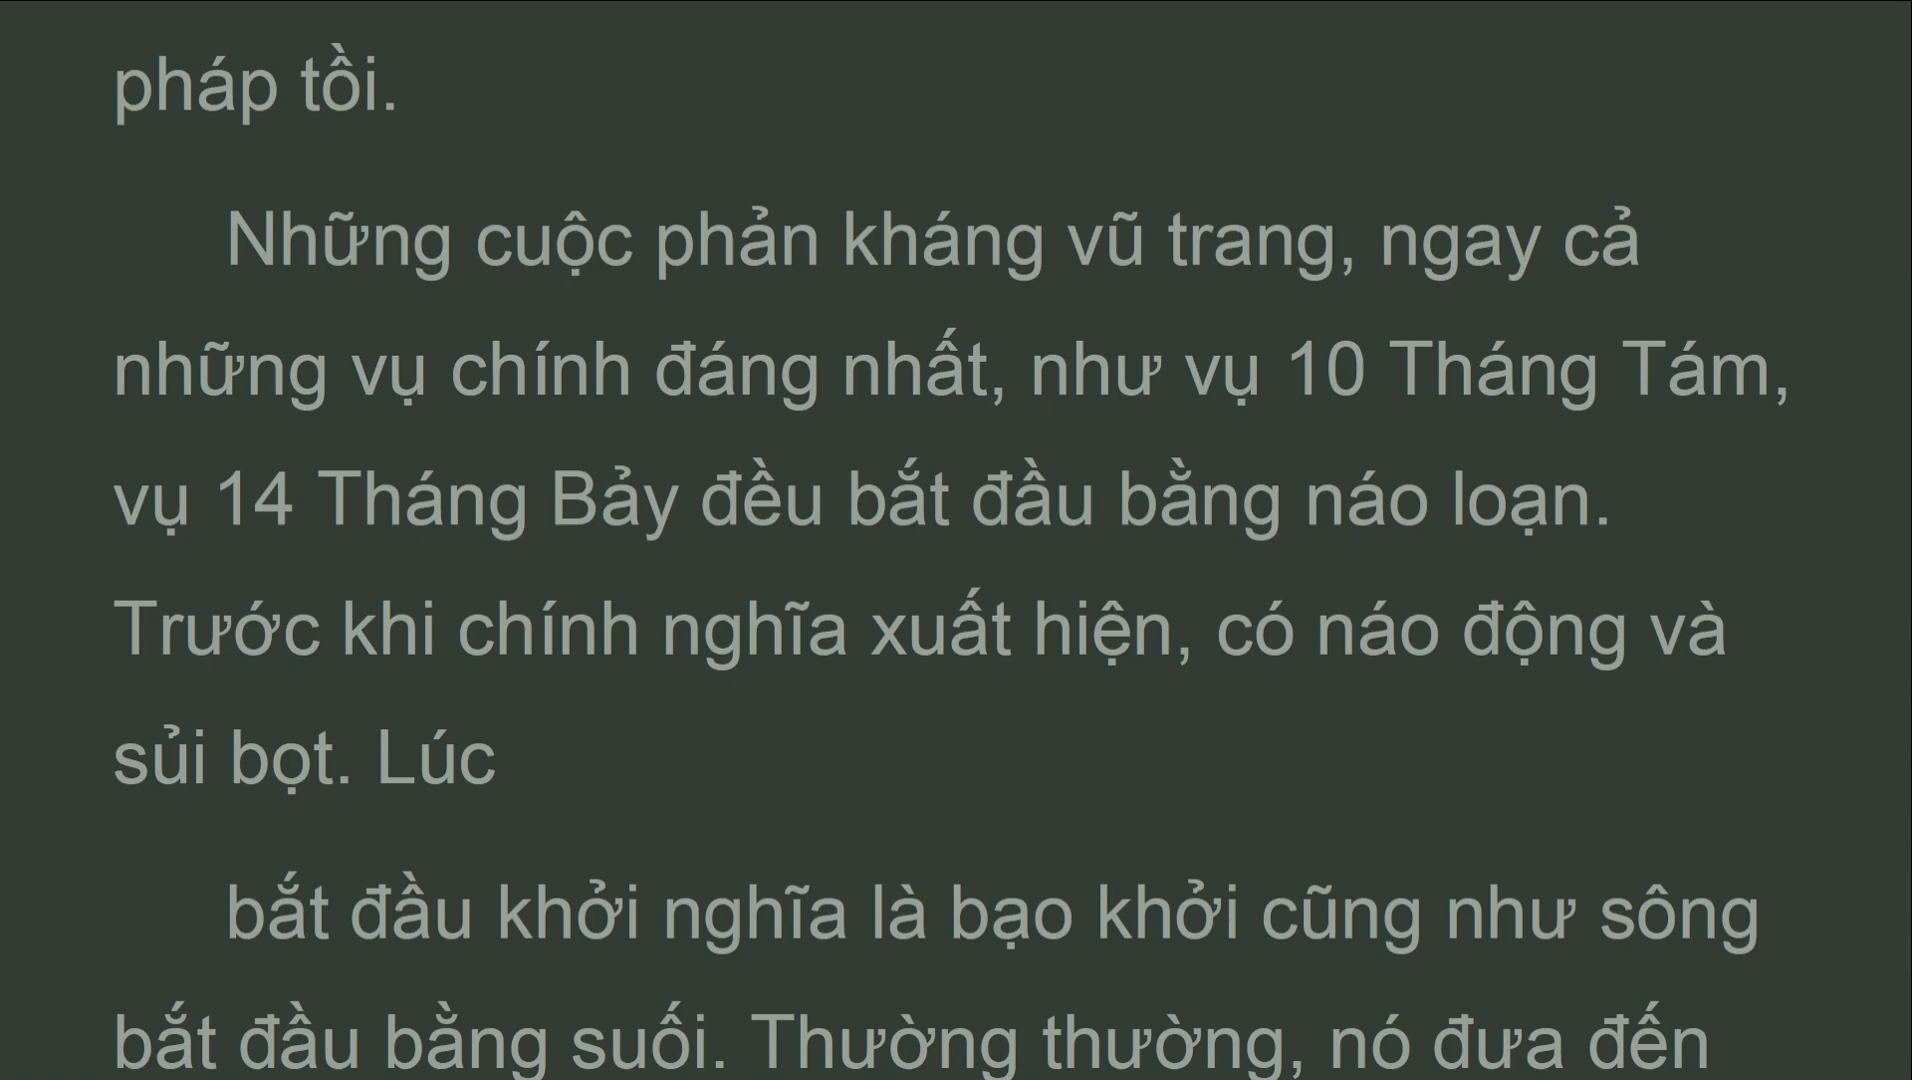 pháp tồi.
Những cuộc phản kháng vũ trang, ngay cả
những vụ chính đáng nhất, như vụ 10 Tháng Tám,
vụ 14 Tháng Bảy đều bắt đầu bằng náo loạn.
Trước khi chính nghĩa xuất hiện, có náo động và
sủi bọt. Lúc
bắt đầu khởi nghĩa là bạo khởi cũng như sông
bắt đầu bằng suối. Thường thường, nó đưa đến